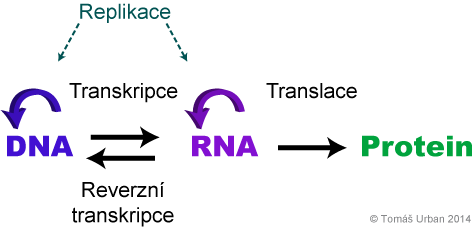 Replikace
Transkripce
Translace
DNA
RNA
Protein
Reverzní
transkripce
© Tomáš Urban 2014